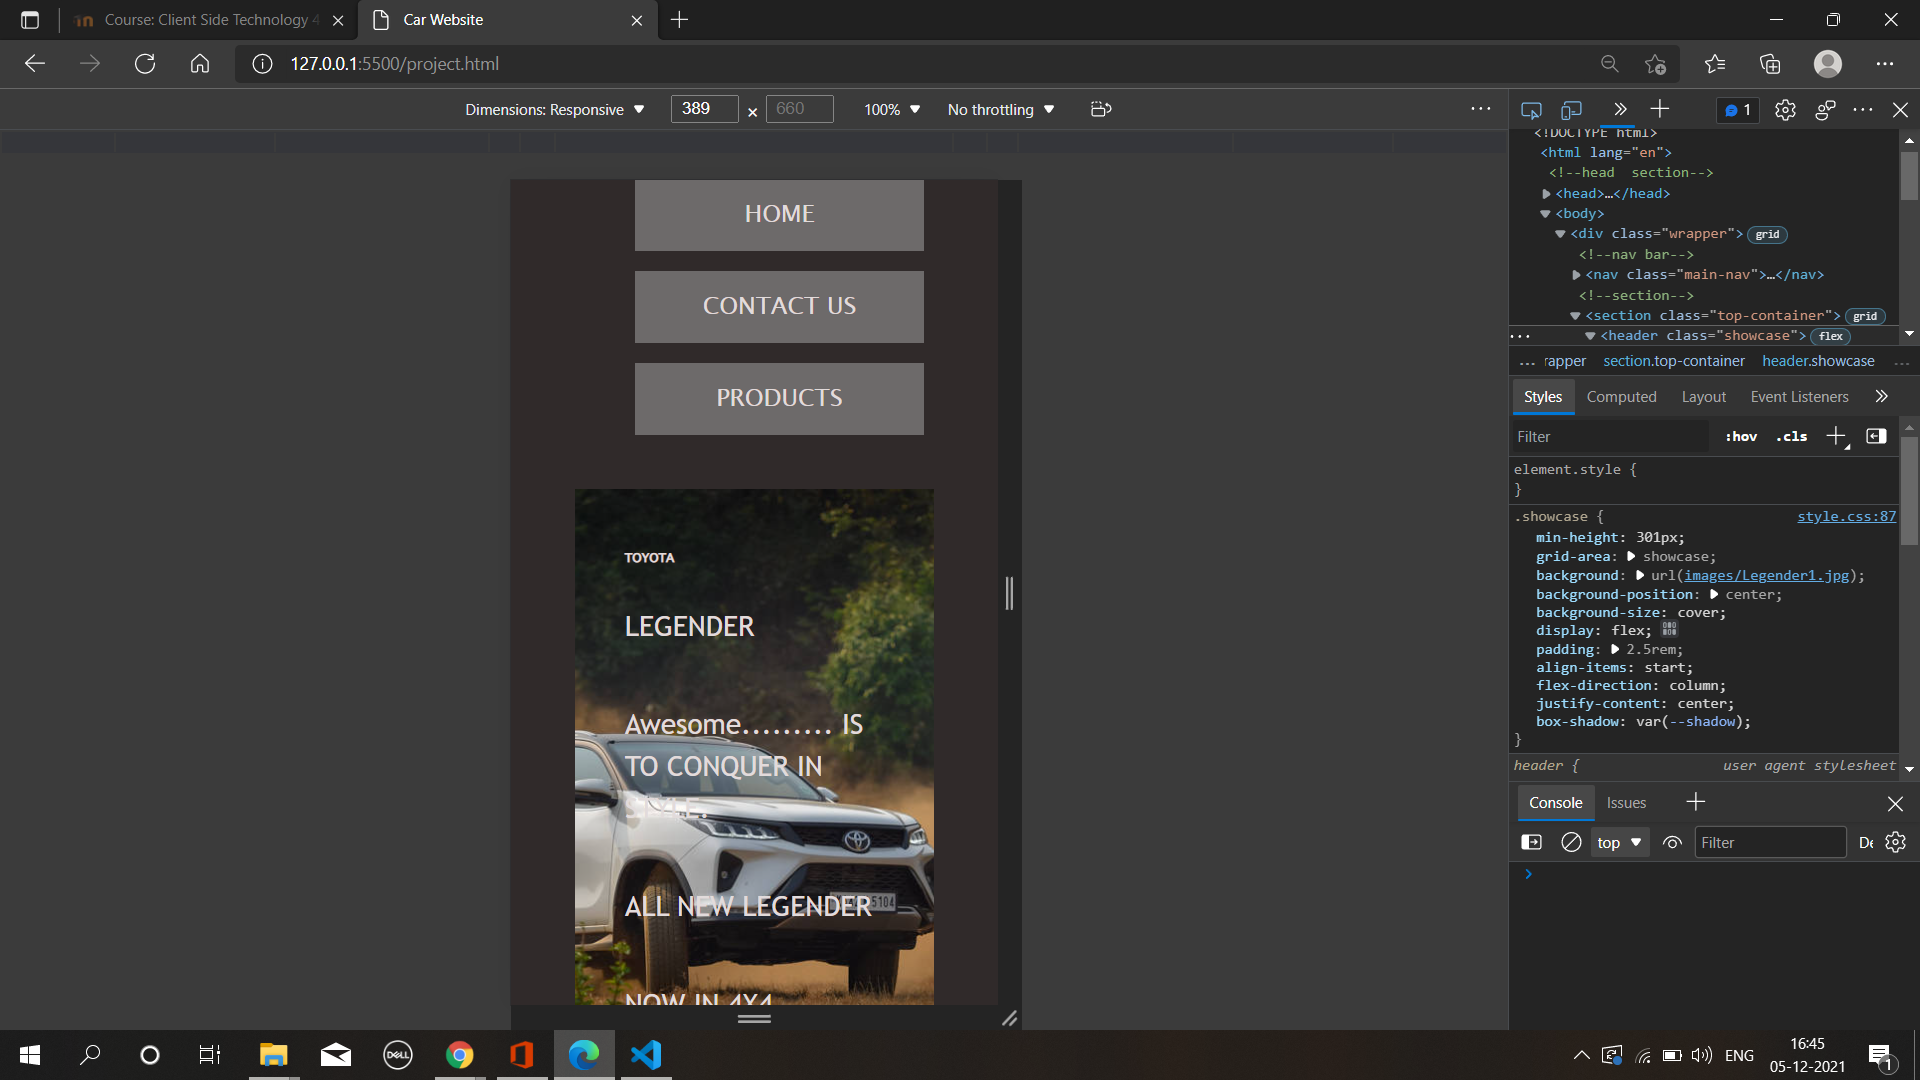 Course: Client Side Technology 4
Car Website
127.0.0.1:5500/project.html
Dimensions: Responsive
389
×
660
100%
No throttling
1
<!DOCTYPE html>
<html lang="en">
<!--head  section-->
<head>…</head>
<body>
<div class="wrapper"> grid
<!--nav bar-->
<nav class="main-nav">…</nav>
<!--section-->
<section class="top-container"> grid
<header class="showcase"> flex
... rapper section.top-container header.showcase ...
Styles Computed Layout Event Listeners
Filter :hov .cls
element.style {
}
.showcase { style.css:87
min-height: 301px;
grid-area: showcase;
background: url(images/Legender1.jpg);
background-position: center;
background-size: cover;
display: flex;
padding: 2.5rem;
align-items: start;
flex-direction: column;
justify-content: center;
box-shadow: var(--shadow);
}
header { user agent stylesheet
Console Issues
top Filter De
HOME
CONTACT US
PRODUCTS
TOYOTA
LEGENDER
Awesome......... IS
TO CONQUER IN
STYLE.
ALL NEW LEGENDER
NOW IN 4X4
DELL
ENG
16:45
05-12-2021
1